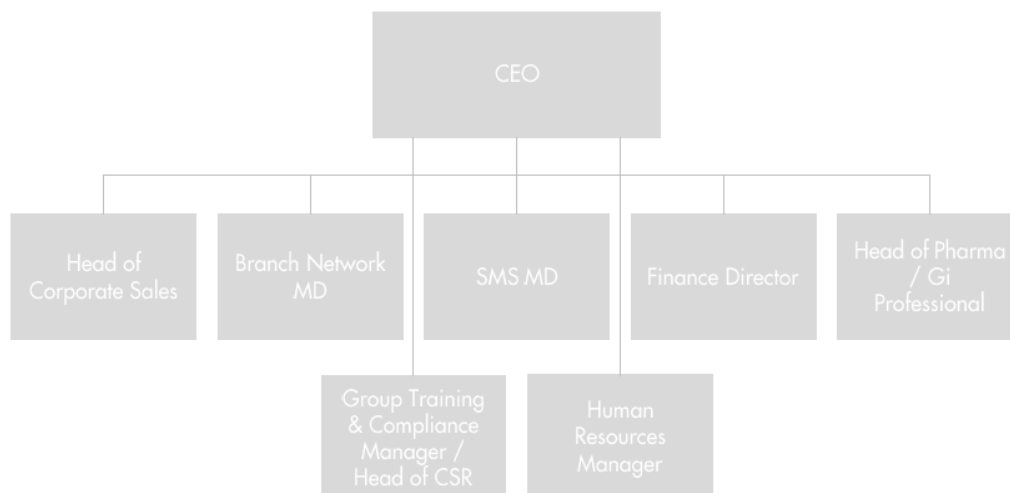 CEO
Head of
Corporate Sales
Branch Network
MD
SMS MD
Finance Director
Head of Pharma
/ Gi
Professional
Group Training
& Compliance
Manager /
Head of CSR
Human
Resources
Manager